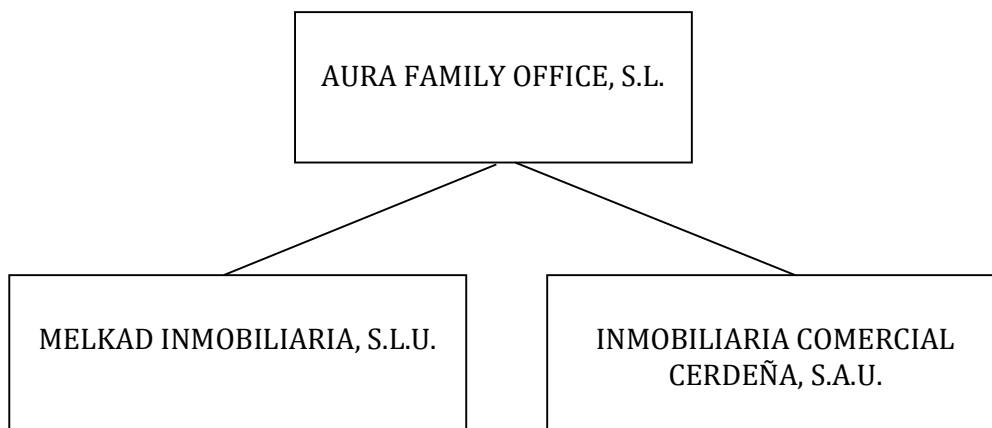 AURA FAMILY OFFICE, S.L.
MELKAD INMOBILIARIA, S.L.U.
INMOBILIARIA COMERCIAL
CERDEÑA, S.A.U.